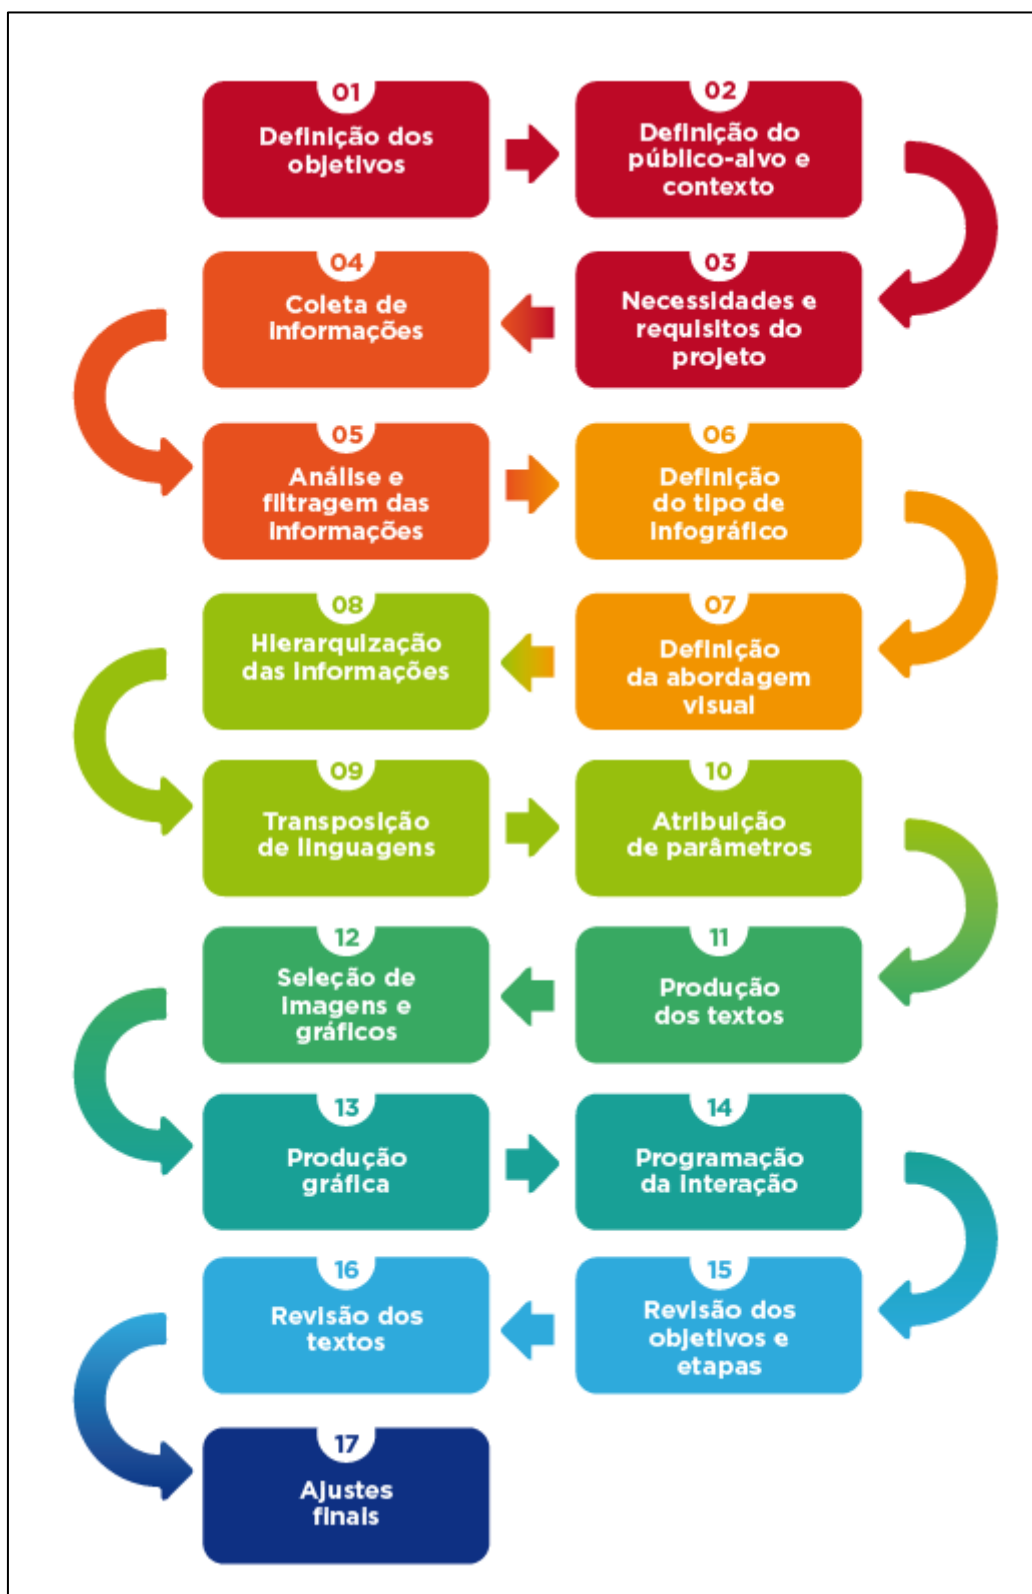 01
Definição dos
objetivos
02
Definição do
público-alvo e
contexto
03
Necessidades e
requisitos do
projeto
04
Coleta de
Informações
05
Análise e
filtragem das
Informações
06
Definição
do tipo de
Infográfico
07
Definição
da abordagem
visual
08
Hierarquização
das Informações
09
Transposição
de linguagens
10
Atribuição
de parâmetros
11
Produção
dos textos
12
Seleção de
Imagens e
gráficos
13
Produção
gráfica
14
Programação
da Interação
15
Revisão dos
objetivos e
etapas
16
Revisão dos
textos
17
Ajustes
finais